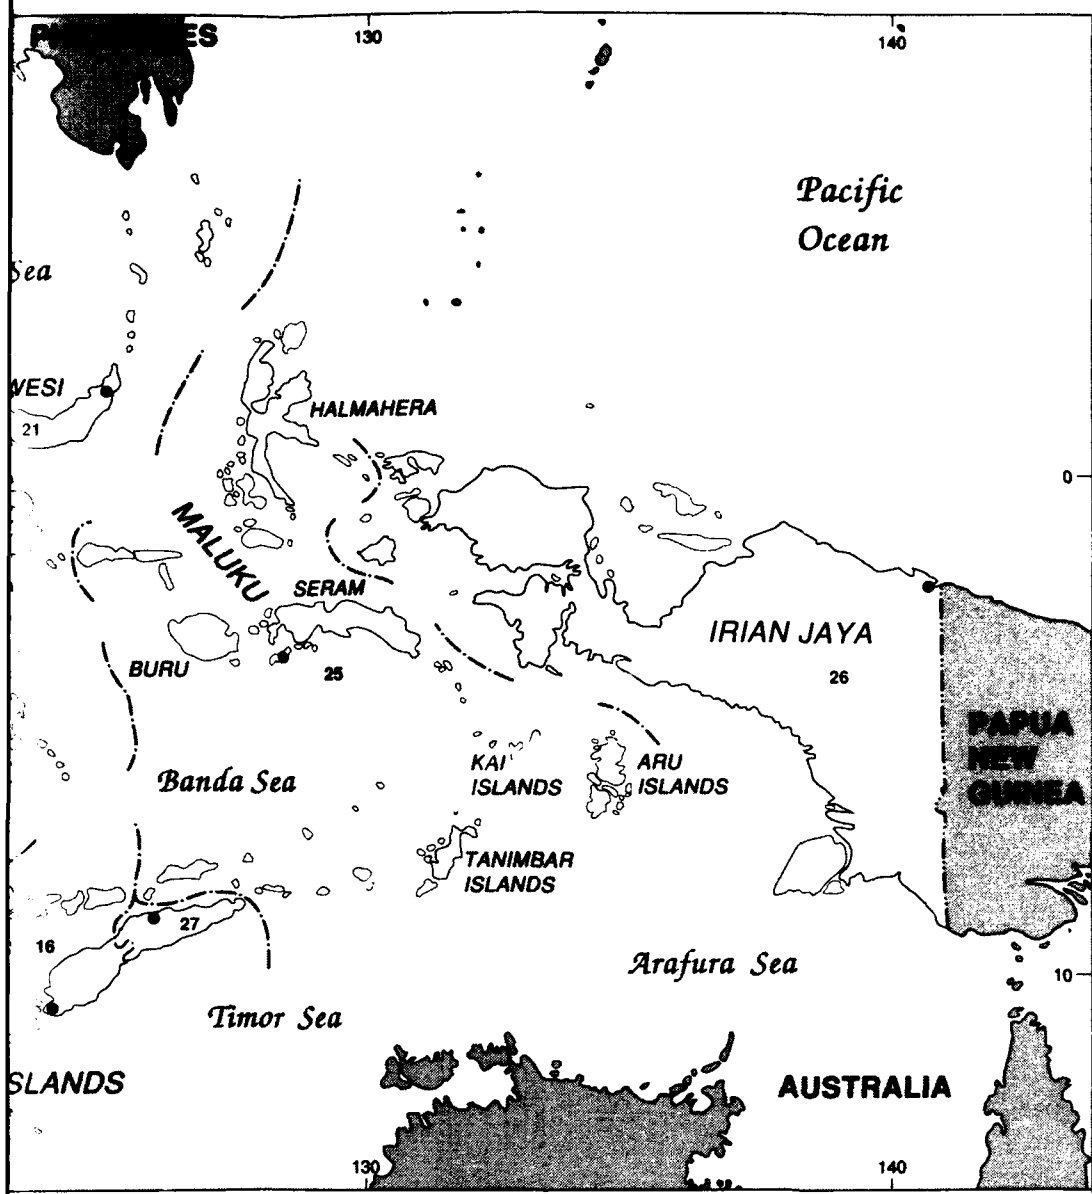 130
140
Pacific
Ocean
Sea
HALMAHERA
21
0
MALUKU
SERAM
IRIAN JAYA
BURU
25
26
PAPUA
NEW
GUINEA
KAI
ISLANDS
ARU
ISLANDS
Banda Sea
TANIMBAR
ISLANDS
27
16
Arafura Sea
10
Timor Sea
SLANDS
AUSTRALIA
130
140